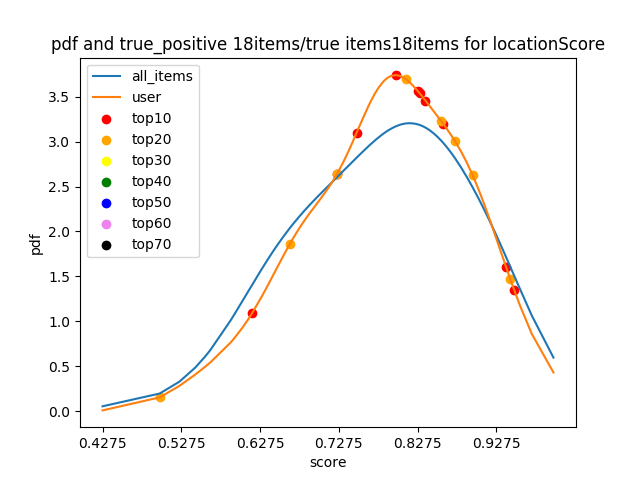 pdf and true_positive 18items/true items18items for locationScore
all_items
user
top10
top20
top30
top40
top50
top60
top70
pdf
3.5
3.0
2.5
2.0
1.5
1.0
0.5
0.0
0.4275 0.5275 0.6275 0.7275 0.8275 0.9275
score